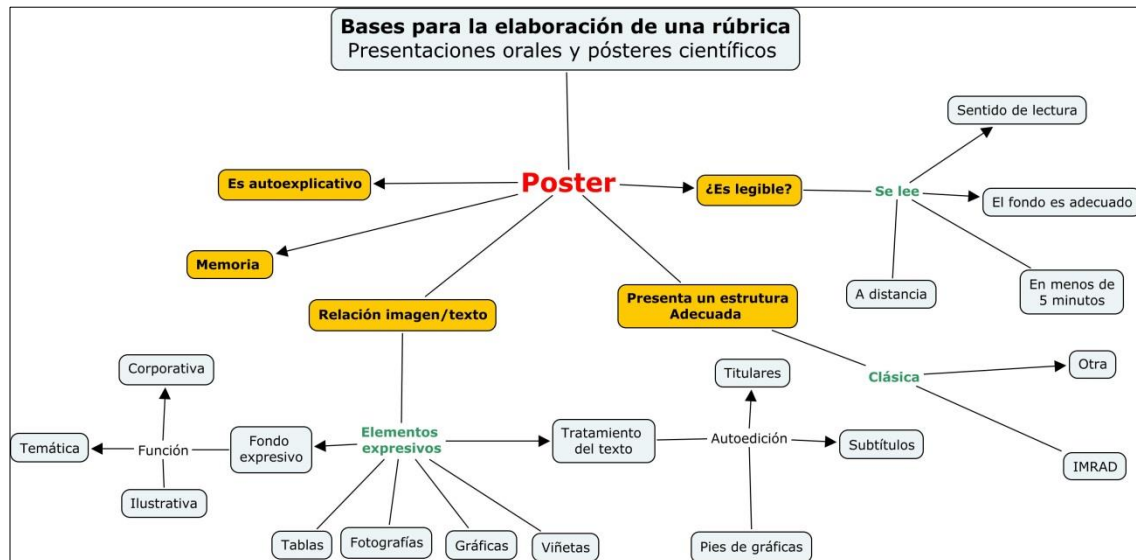 Bases para la elaboración de una rúbrica
Presentaciones orales y pósteres científicos
Sentido de lectura
Es autoexplicativo
Poster
¿Es legible?
Se lee
El fondo es adecuado
Memoria
A distancia
En menos de
5 minutos
Relación imagen/texto
Presenta un estrutura
Adecuada
Corporativa
Titulares
Clásica
Otra
Temática
Función
Fondo
expresivo
Elementos
expresivos
Tratamiento
del texto
Autoedición
Subtítulos
IMRAD
Ilustrativa
Tablas
Fotografías
Gráficas
Viñetas
Pies de gráficas